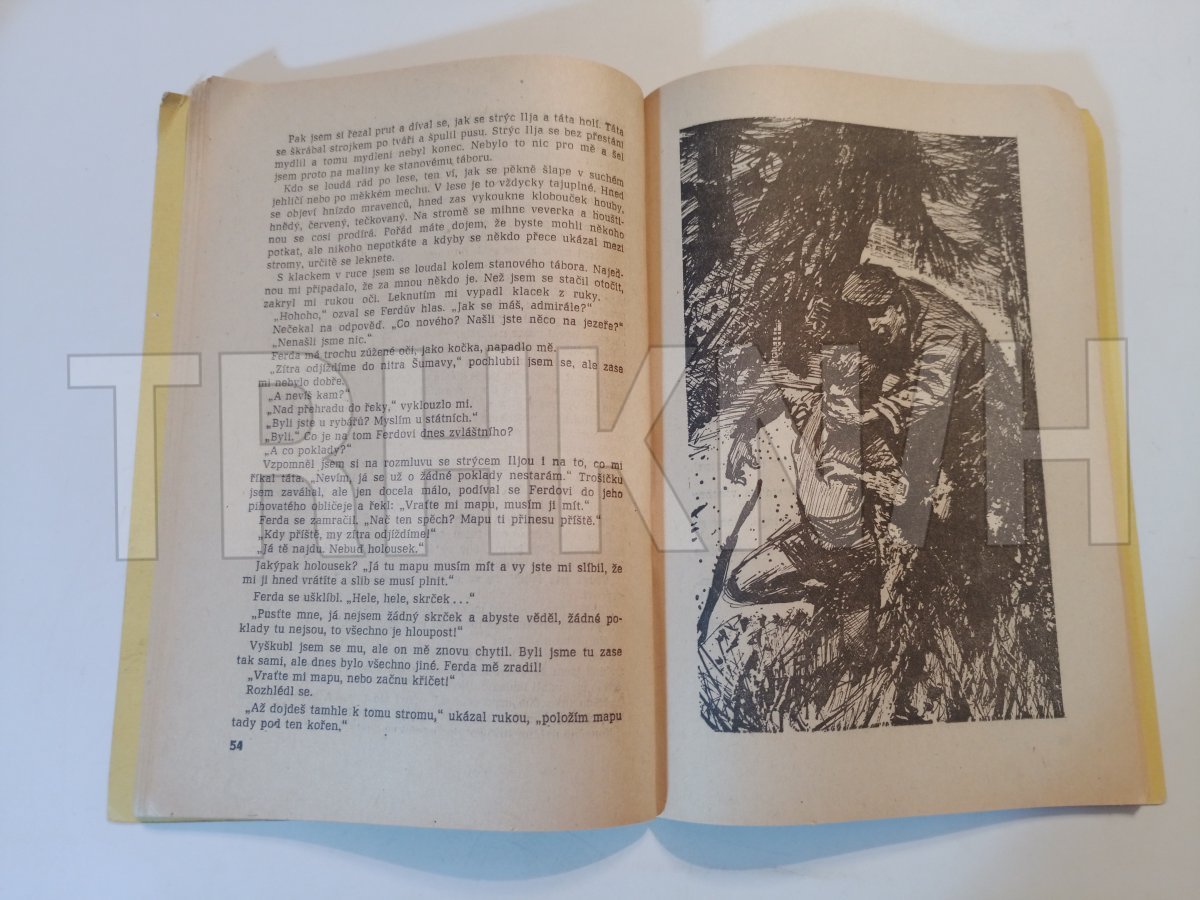 Pak jsem si řezal prut a díval se, jak se strýc Ilja a táta holí. Táta
se škrábal strojkem po tváři a špulil pusu. Strýc Ilja se bez přestání
mydlil a tomu mydlení nebyl konec. Nebylo to nic pro mě a šel
jsem proto na maliny ke stanovému táboru.
Kdo se loudá rád po lese, ten ví, jak se pěkně šlape v suchém
jehličí nebo po měkkém mechu. V lese je to vždycky tajuplné. Hned
se objeví hnízdo mravenců, hned zas vykoukne klobouček houby,
hnědý, červený, tečkovaný. Na stromě se mihne veverka a houšti-
nou se cosi prodírá. Pořád máte dojem, že byste mohli někoho
potkat, ale nikoho nepotkáte a kdyby se někdo přece ukázal mezi
stromy, určitě se leknete.
S klackem v ruce jsem se loudal kolem stanového tábora. Najed-
nou mi připadalo, že za mnou někdo je. Než jsem se stačil otočit,
zakryl mi rukou oči. Leknutím mi vypadl klacek z ruky.
„Hohoho,“ ozval se Ferdův hlas. „Jak se máš, admirále?“
Nečekal na odpověď. „Co nového? Našli jste něco na jezeře?“
„Nenašli jsme nic.“
Ferda má trochu zúžené oči, jako kočka, napadlo mě.
„Zítra odjíždíme do nitra Šumavy,“ pochlubil jsem se, ale zase
mi nebylo dobře.
„A nevíš kam?“
„Nad přehradu do řeky,“ vyklouzlo mi.
„Byli jste u rybářů? Myslím u státních.“
„Byli.“ Co je na tom Ferdovi dnes zvláštního?
„A co poklady?“
Vzpomněl jsem si na rozmluvu se strýcem Iljou i na to, co mi
říkal táta. „Nevím, já se už o žádné poklady nestarám.“ Trošičku
jsem zaváhal, ale jen docela málo, podíval se Ferdovi do jeho
pihovatého obličeje a řekl: „Vraťte mi mapu, musím ji mít.“
Ferda se zamračil. „Nač ten spěch? Mapu ti přinesu příště.“
„Kdy příště, my zítra odjíždíme!“
„Já tě najdu. Nebuď holousek.“
Jakýpak holousek? „Já tu mapu musím mít a vy jste mi slíbil, že
mi ji hned vrátíte a slib se musí plnit.“
Ferda se ušklíbl. „Hele, hele, skrček . . .“
„Pusťte mne, já nejsem žádný skrček a abyste věděl, žádné po-
klady tu nejsou, to všechno je hloupost!“
Vyškubl jsem se mu, ale on mě znovu chytil. Byli jsme tu zase
tak sami, ale dnes bylo všechno jiné. Ferda mě zradil!
„Vraťte mi mapu, nebo začnu křičet!“
Rozhlédl se.
„Až dojdeš tamhle k tomu stromu,“ ukázal rukou, „položím mapu
tady pod ten kořen,“
54
TRHKNIH